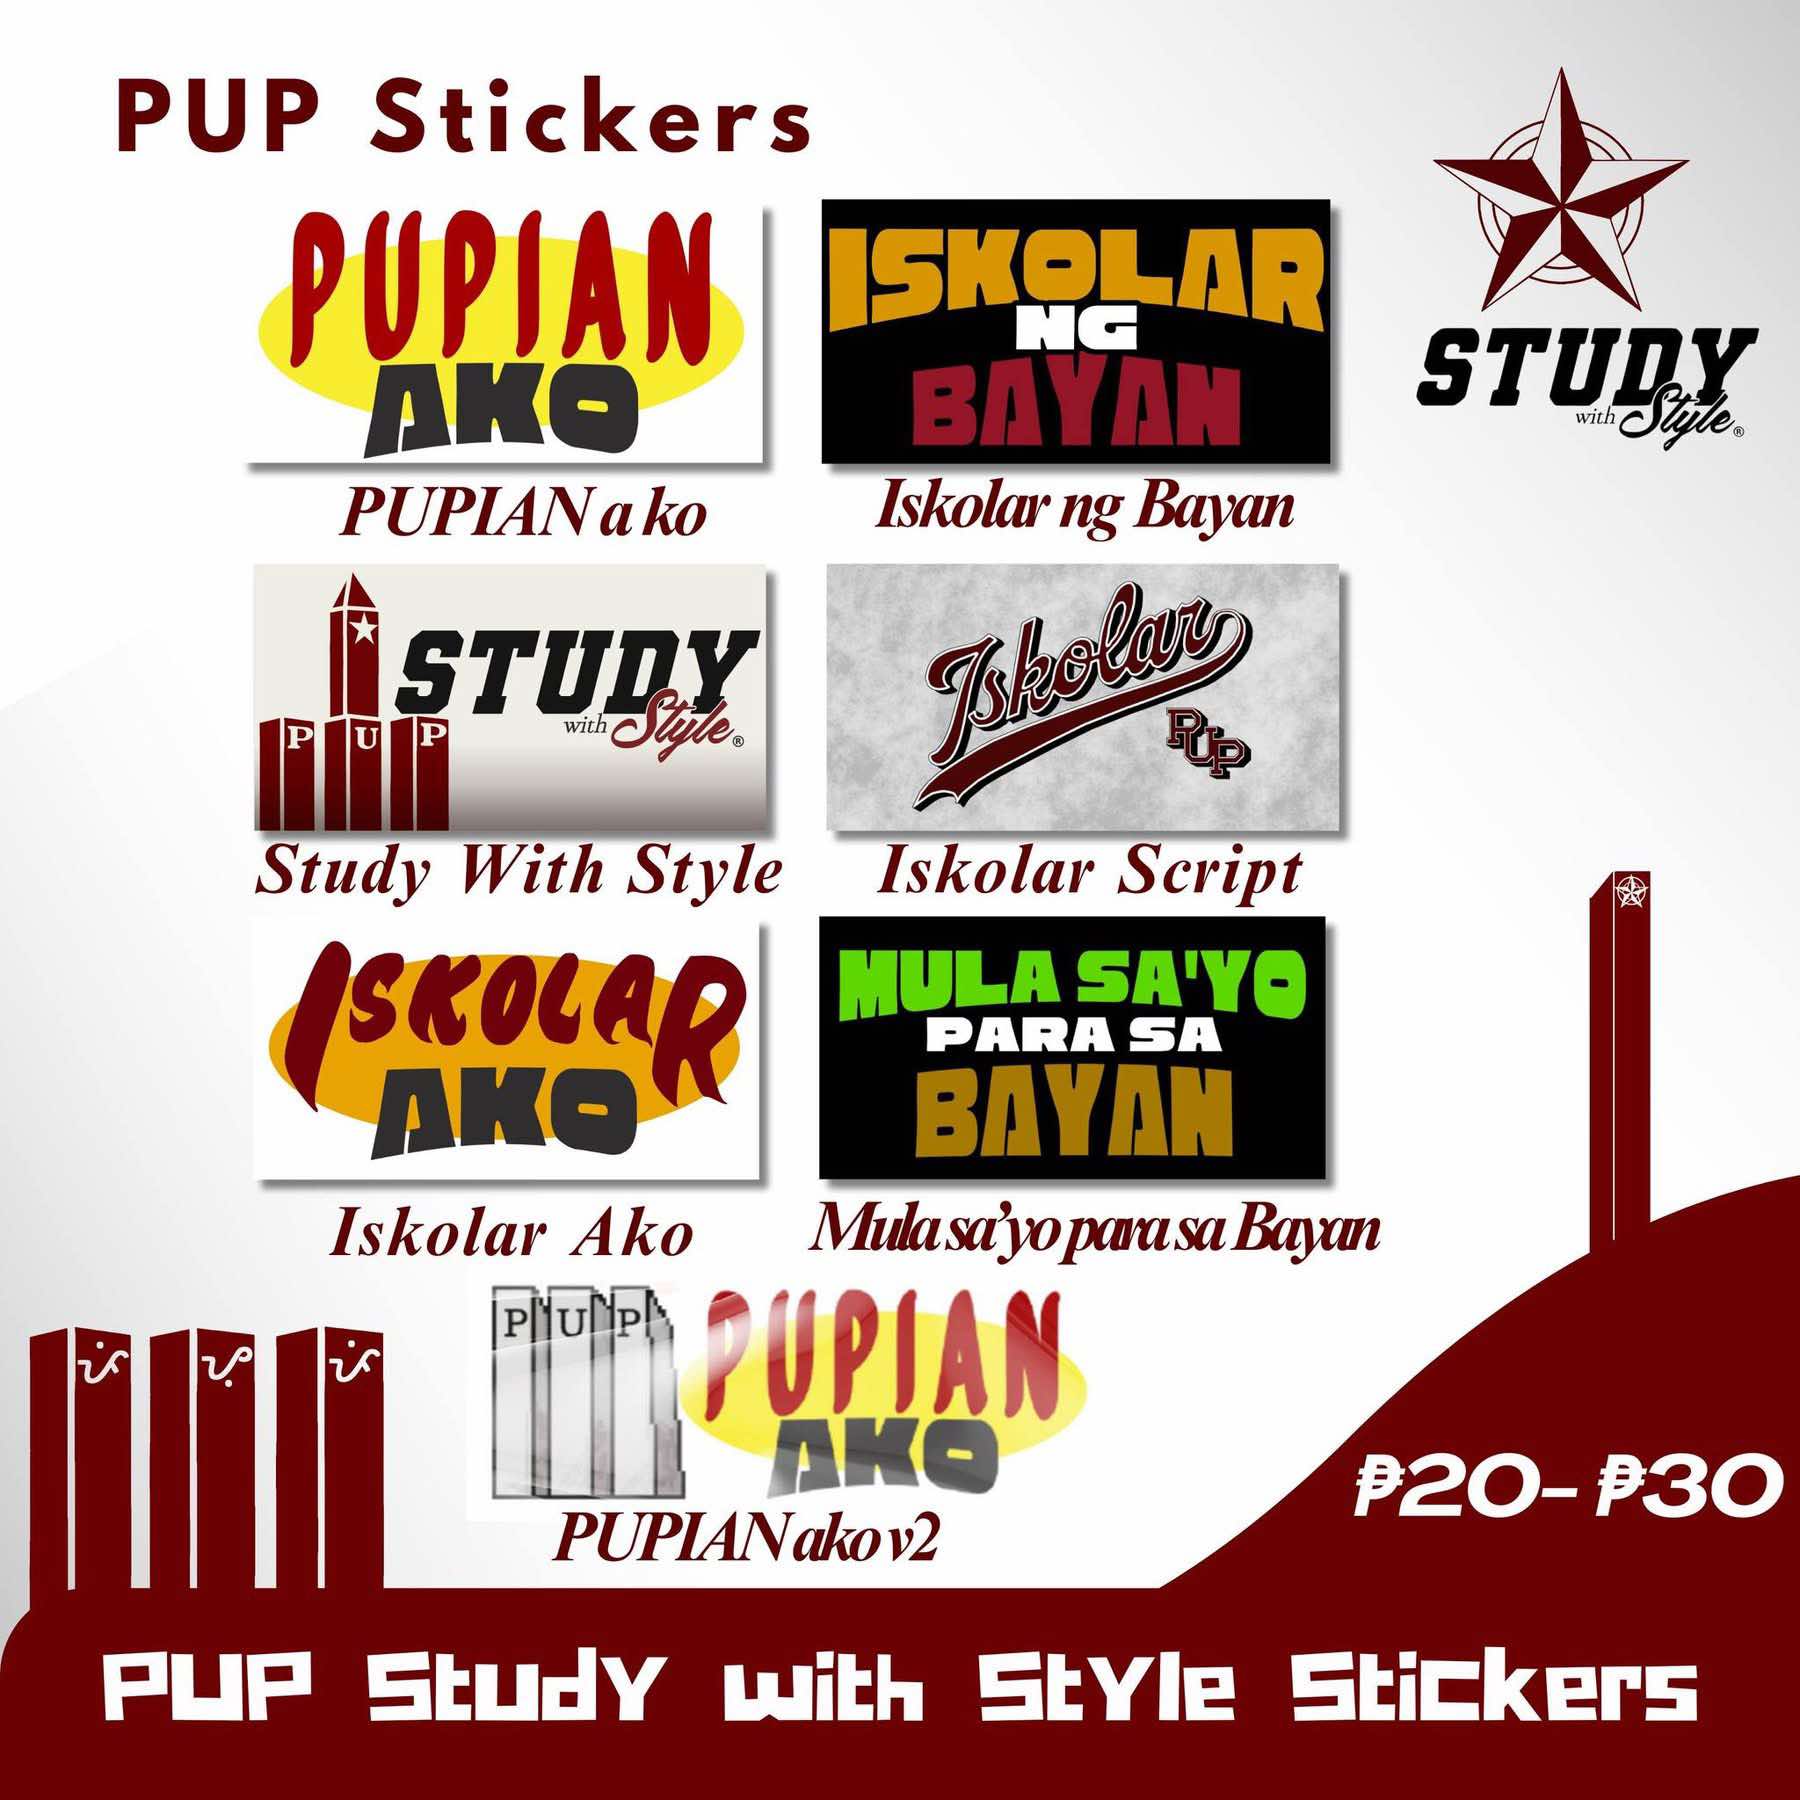 PUP Stickers
STUDY
with Style®
PUPIAN
AKO
PUPIAN ako
ISKOLAR
NG
BAYAN
Iskolar ng Bayan
P U P
STUDY
with Style®
Study With Style
Iskolar
PUP
Iskolar Script
ISKOLAR
AKO
Iskolar Ako
MULA SA'YO
PARA SA
BAYAN
Mula sa'yo para sa Bayan
P U P
PUPIAN
AKO
PUPIAN ako v2
₱20-₱30
PUP Study with Style Stickers